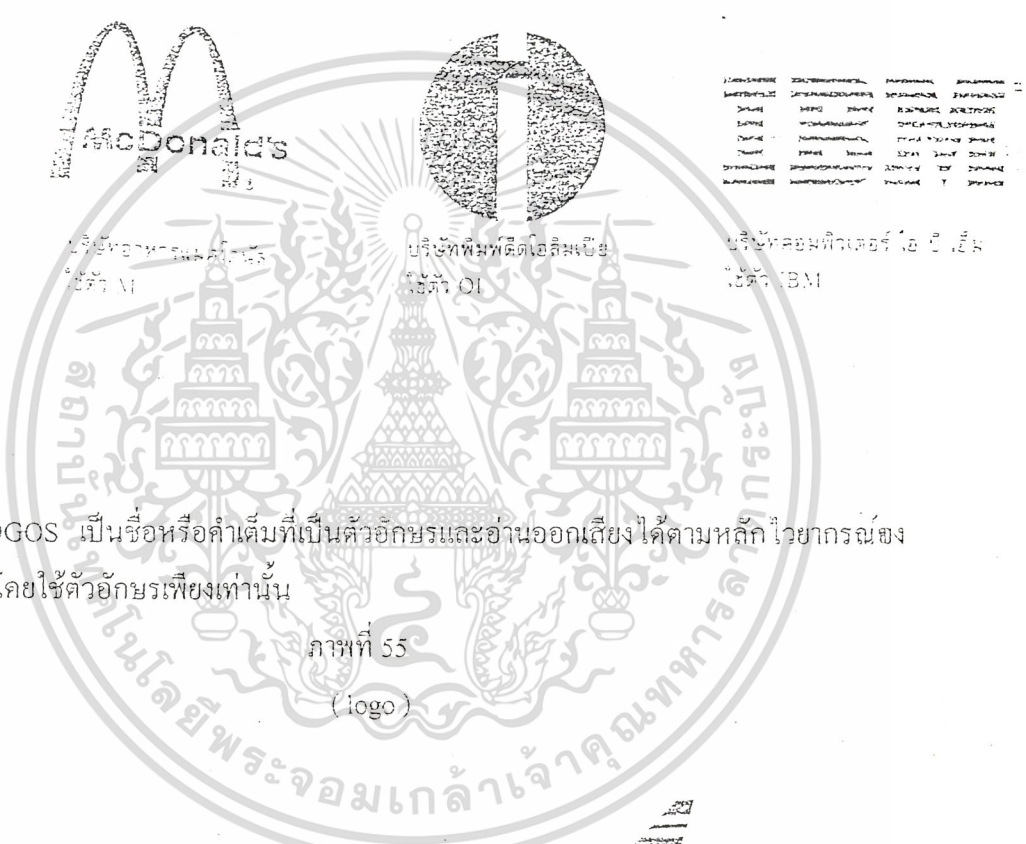 McDonald's
IBM
บริษัทอาหารแมคโดนัล บริษัทพิมพ์ดีดโอลิมเปีย บริษัทคอมพิวเตอร์ ไอ บี เอ็ม
ใช้ตัว M ใช้ตัว OI ใช้ตัว IBM
OGOS เป็นชื่อหรือคำเต็มที่เป็นตัวอักษรและอ่านออกเสียงได้ตามหลักไวยากรณ์ของ
โดยใช้ตัวอักษรเพียงเท่านั้น
ภาพที่ 55
( logo )
สถาบันเทคโนโลยีพระจอมเกล้าเจ้าคุณทหารลาดกระบัง